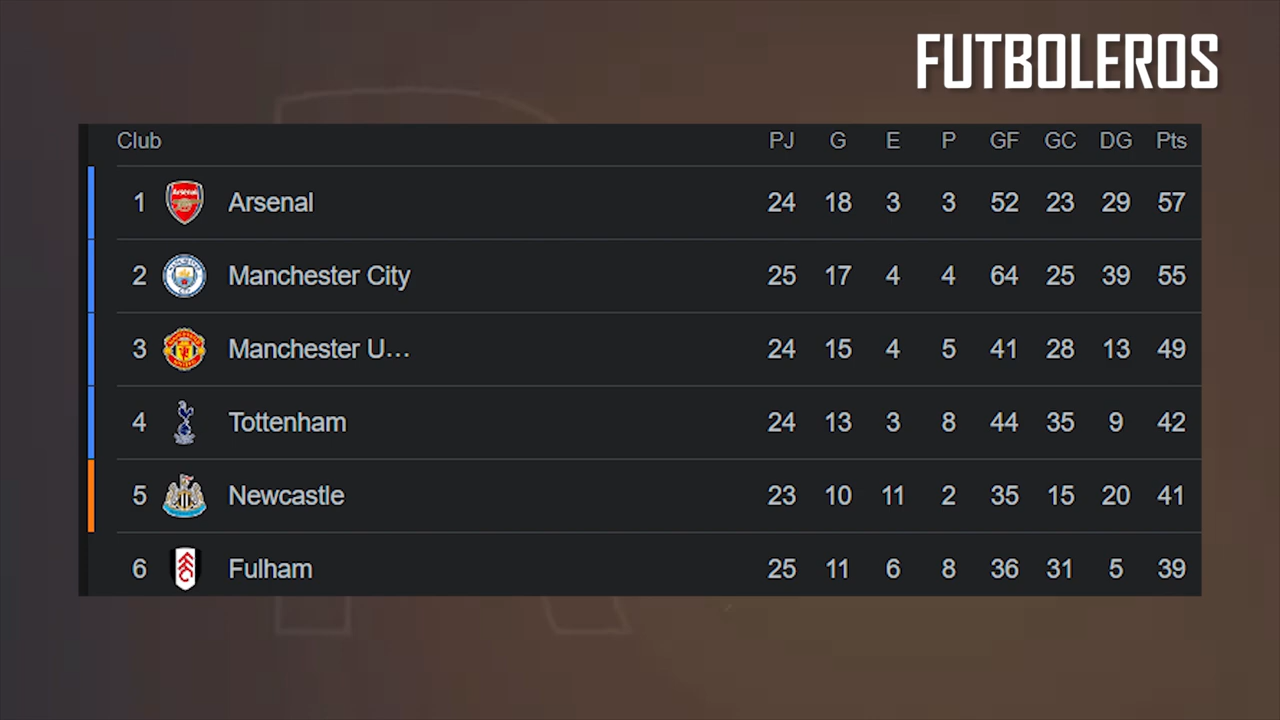 FUTBOLEROS
Club PJ G E P GF GC DG Pts
1 Arsenal 24 18 3 3 52 23 29 57
2 Manchester City 25 17 4 4 64 25 39 55
3 Manchester U... 24 15 4 5 41 28 13 49
4 Tottenham 24 13 3 8 44 35 9 42
5 Newcastle 23 10 11 2 35 15 20 41
6 Fulham 25 11 6 8 36 31 5 39